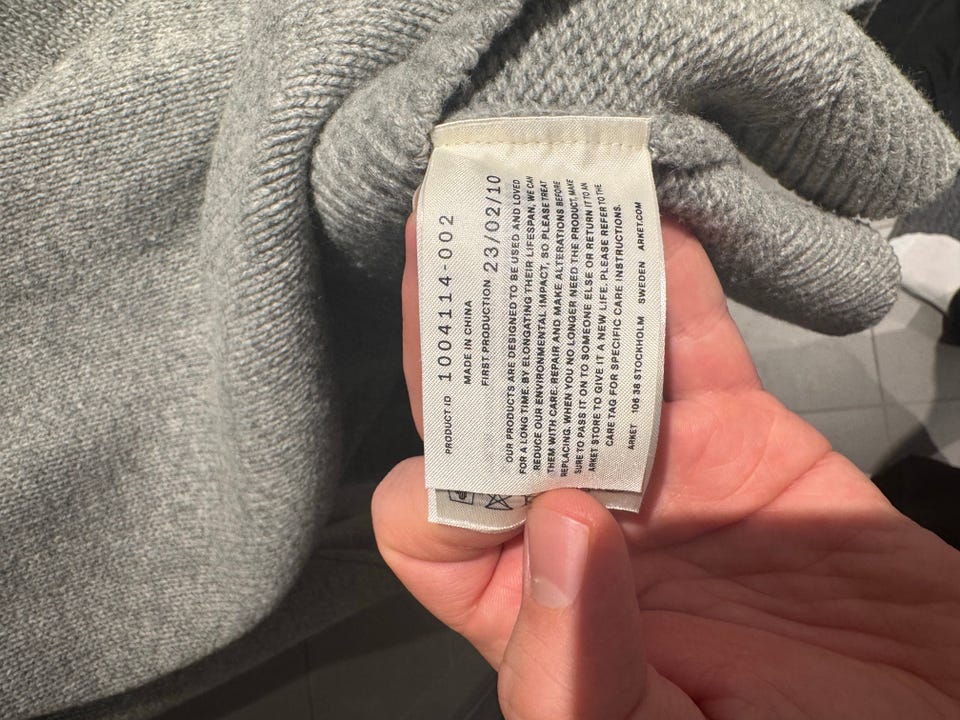 PRODUCT.ID 1004114-002
MADE IN CHINA
FIRST PRODUCTION 23/02/10
OUR PRODUCTS ARE DESIGNED TO BE USED AND LOVED
FOR A LONG TIME. BY ELONGATING THEIR LIFESPAN, WE CAN
REDUCE OUR ENVIRONMENTAL IMPACT, SO PLEASE TREAT
THEM WITH CARE. REPAIR AND MAKE ALTERATIONS BEFORE
REPLACING. WHEN YOU NO LONGER NEED THE PRODUCT, MAKE
SURE TO PASS IT ON TO SOMEONE ELSE OR RETURN IT TO AN
ARKET STORE TO GIVE IT A NEW LIFE. PLEASE REFER TO THE
CARE TAG FOR SPECIFIC CARE INSTRUCTIONS.
ARKET 106 38 STOCKHOLM SWEDEN ARKET.COM